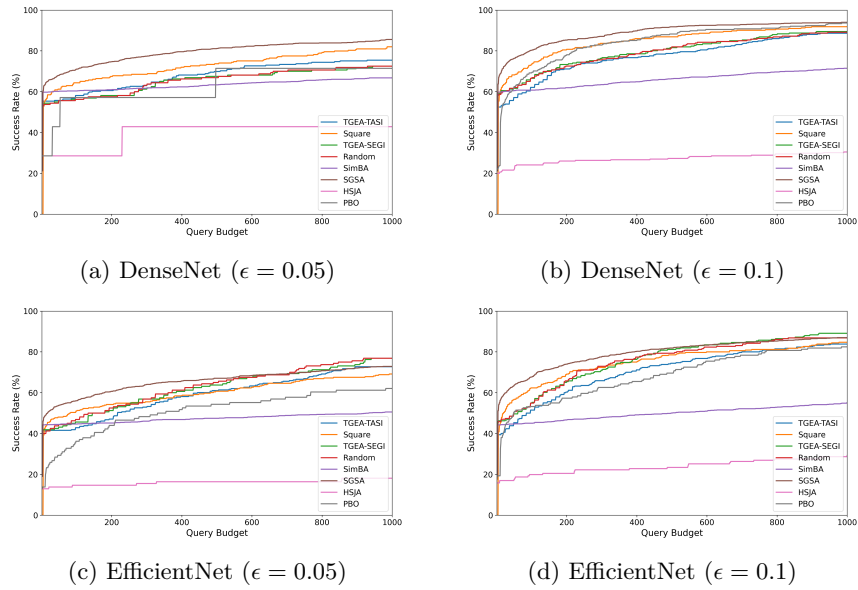 100
80
60
40
20
0
Success Rate (%)
200
400
600
800
1000
Query Budget
TGEA-TASI
Square
TGEA-SEGI
Random
SimBA
SGSA
HSJA
PBO
(a) DenseNet (ϵ = 0.05)
100
80
60
40
20
0
Success Rate (%)
200
400
600
800
1000
Query Budget
TGEA-TASI
Square
TGEA-SEGI
Random
SimBA
SGSA
HSJA
PBO
(b) DenseNet (ϵ = 0.1)
100
80
60
40
20
0
Success Rate (%)
200
400
600
800
1000
Query Budget
TGEA-TASI
Square
TGEA-SEGI
Random
SimBA
SGSA
HSJA
PBO
(c) EfficientNet (ϵ = 0.05)
100
80
60
40
20
0
Success Rate (%)
200
400
600
800
1000
Query Budget
TGEA-TASI
Square
TGEA-SEGI
Random
SimBA
SGSA
HSJA
PBO
(d) EfficientNet (ϵ = 0.1)